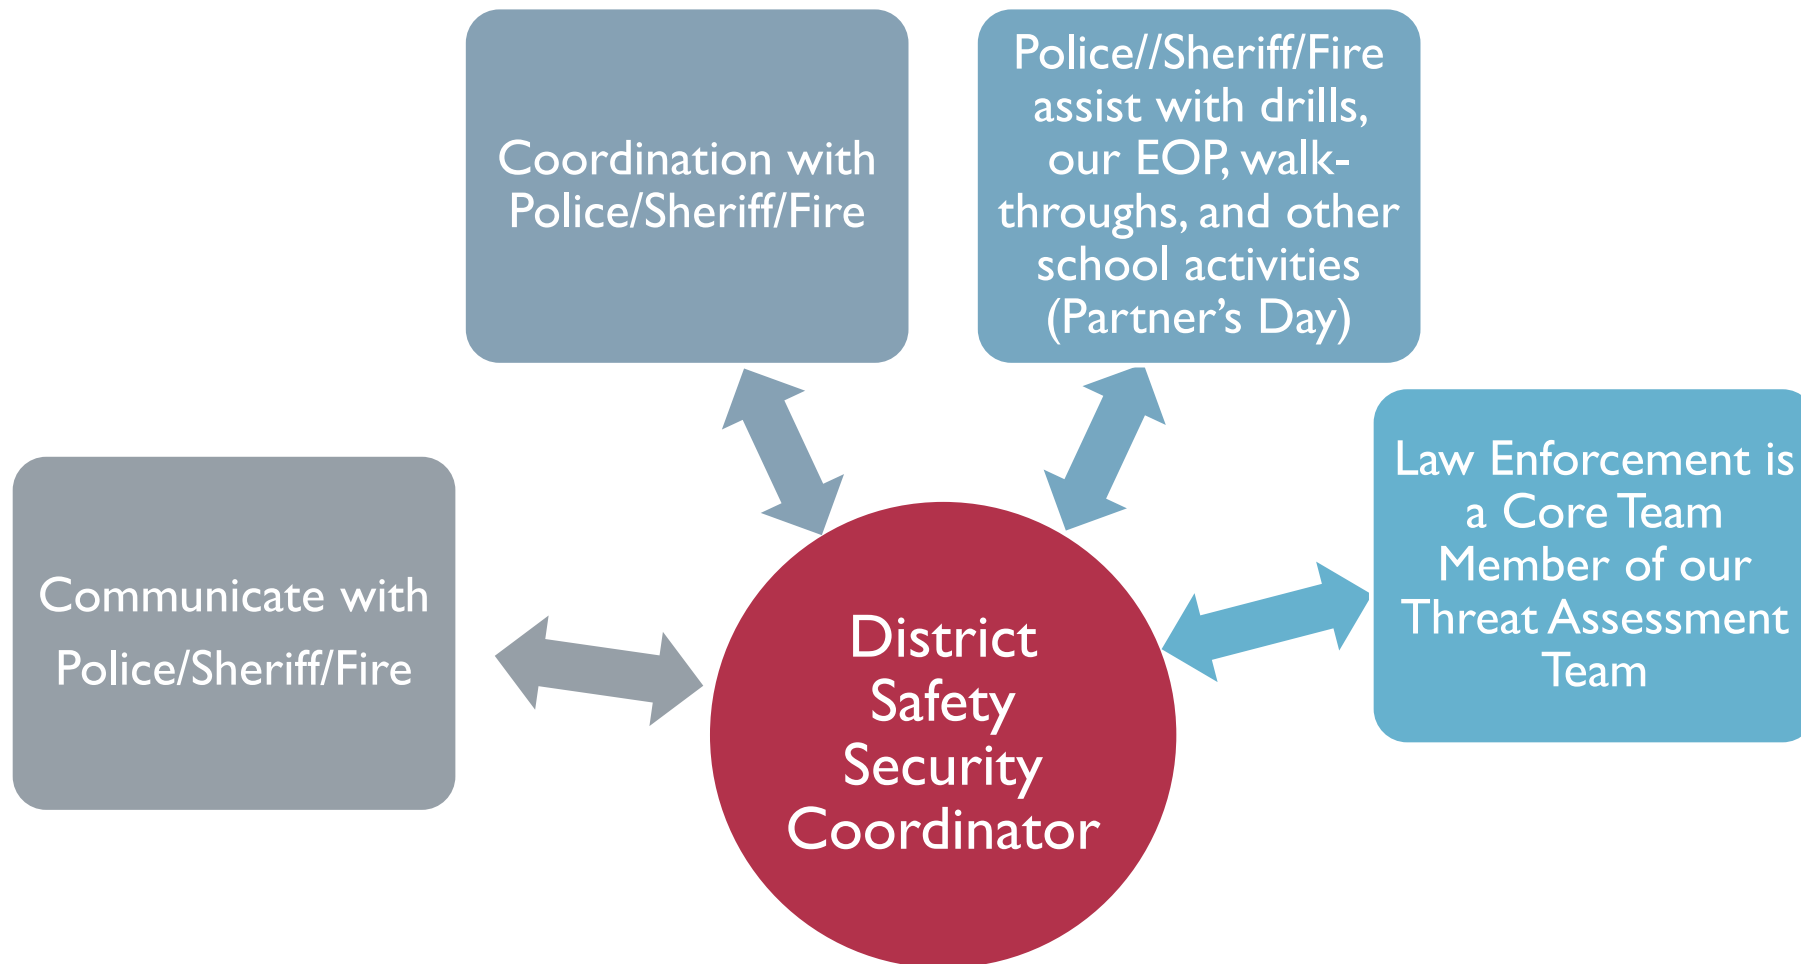 Coordination with
Police/Sheriff/Fire
Police//Sheriff/Fire
assist with drills,
our EOP, walk-
throughs, and other
school activities
(Partner’s Day)
Communicate with
Police/Sheriff/Fire
Law Enforcement is
a Core Team
Member of our
Threat Assessment
Team
District
Safety
Security
Coordinator